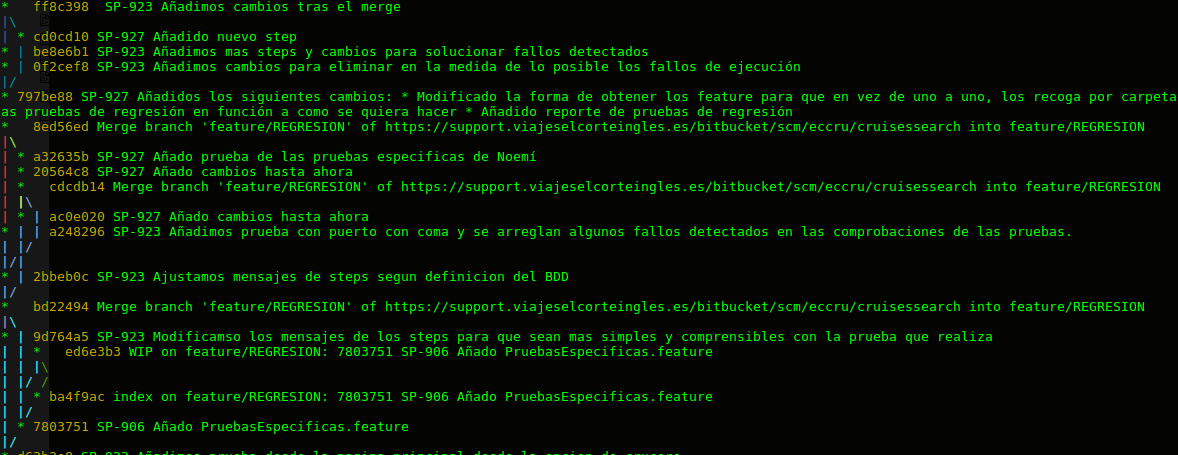 * ff8c398 SP-923 Añadimos cambios tras el merge
|\
| * cd0cd10 SP-927 Añadido nuevo step
* | be8e6b1 SP-923 Añadimos mas steps y cambios para solucionar fallos detectados
* | 0f2cef8 SP-923 Añadimos cambios para eliminar en la medida de lo posible los fallos de ejecución
|/
* 797be88 SP-927 Añadidos los siguientes cambios: * Modificado la forma de obtener los feature para que en vez de uno a uno, los recoga por carpeta
as pruebas de regresión en función a como se quiera hacer * Añadido reporte de pruebas de regresión
* 8ed56ed Merge branch 'feature/REGRESION' of https://support.viajeselcorteingles.es/bitbucket/scm/eccru/cruisessearch into feature/REGRESION
|\
| * a32635b SP-927 Añado prueba de las pruebas especificas de Noemí
| * 20564c8 SP-927 Añado cambios hasta ahora
| * cdcdb14 Merge branch 'feature/REGRESION' of https://support.viajeselcorteingles.es/bitbucket/scm/eccru/cruisessearch into feature/REGRESION
| |\
| * | ac0e020 SP-927 Añado cambios hasta ahora
* | | a248296 SP-923 Añadimos prueba con puerto con coma y se arreglan algunos fallos detectados en las comprobaciones de las pruebas.
| |/
|/|
* | 2bbeb0c SP-923 Ajustamos mensajes de steps segun definicion del BDD
|/
* bd22494 Merge branch 'feature/REGRESION' of https://support.viajeselcorteingles.es/bitbucket/scm/eccru/cruisessearch into feature/REGRESION
|\
* | 9d764a5 SP-923 Modificamso los mensajes de los steps para que sean mas simples y comprensibles con la prueba que realiza
| | * ed6e3b3 WIP on feature/REGRESION: 7803751 SP-906 Añado PruebasEspecificas.feature
| | |\
| |/ /
| | * ba4f9ac index on feature/REGRESION: 7803751 SP-906 Añado PruebasEspecificas.feature
| |/
| * 7803751 SP-906 Añado PruebasEspecificas.feature
|/